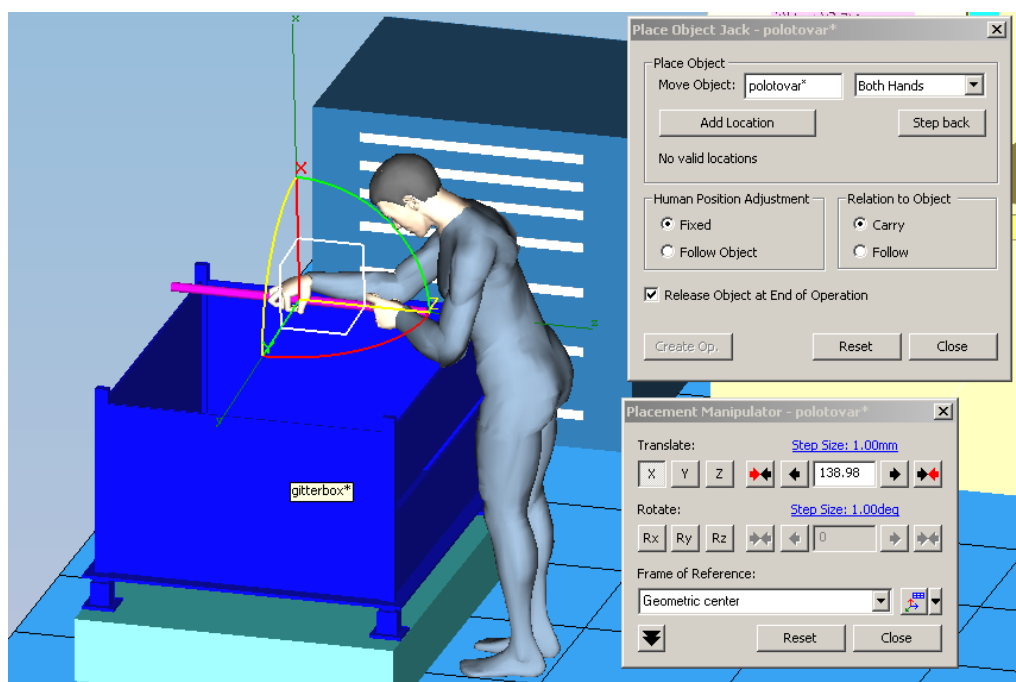 Place Object Jack - polotovar*
Place Object
Move Object: polotovar* Both Hands
Add Location Step back
No valid locations
Human Position Adjustment Relation to Object
Fixed Carry
Follow Object Follow
Release Object at End of Operation
Create Op. Reset Close
Placement Manipulator - polotovar*
Translate: Step Size: 1.00mm
X Y Z 138.98
Rotate: Step Size: 1.00deg
Rx Ry Rz 0
Frame of Reference:
Geometric center
Reset Close
x
X
Z
gitterbox*